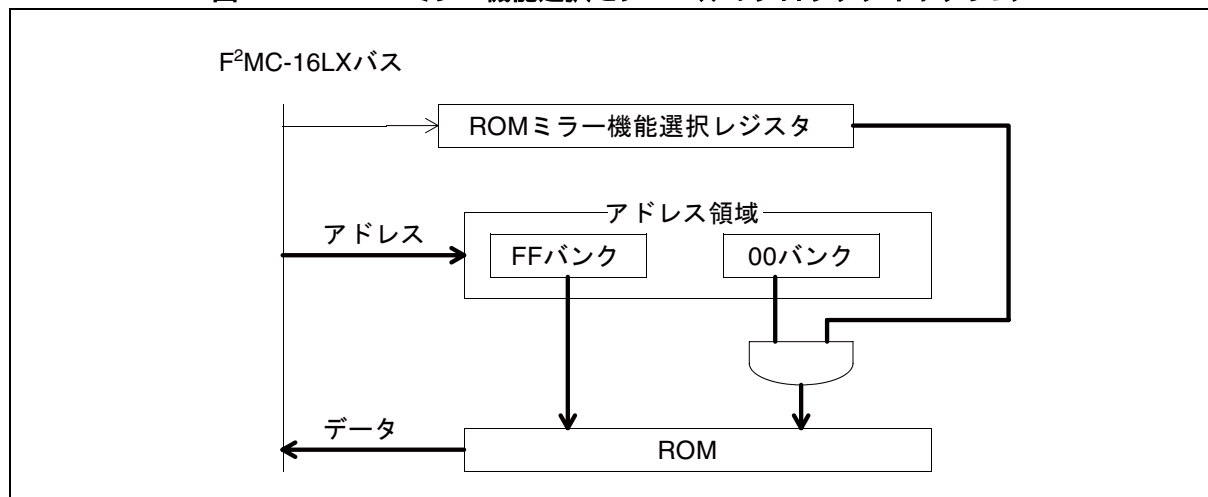 F²MC-16LXバス
ROMミラー機能選択レジスタ
アドレス領域
アドレス
FFバンク
00バンク
データ
ROM